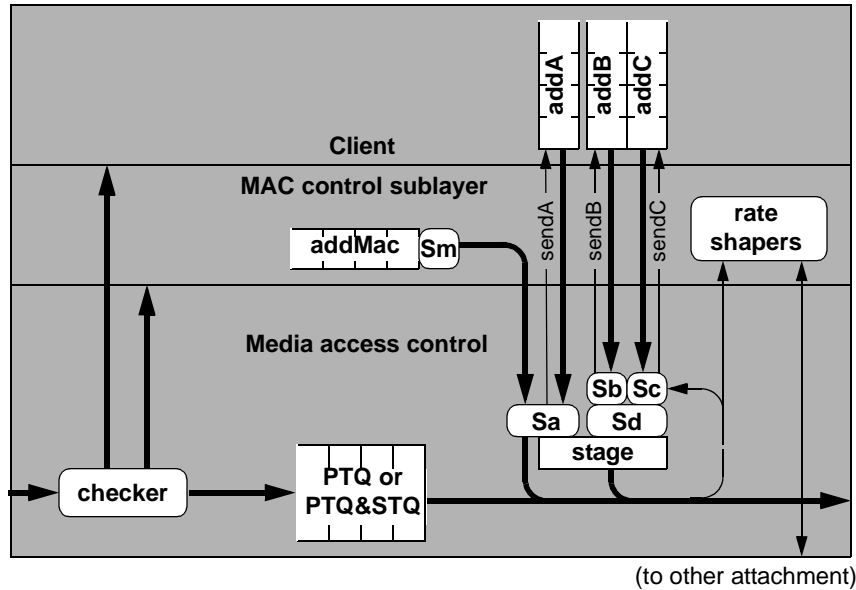 addA
addB
addC
Client
MAC control sublayer
sendA
sendB
sendC
rate
shapers
addMac
Sm
Media access control
Sb
Sc
Sa
Sd
stage
PTQ or
PTQ&STQ
checker
(to other attachment)